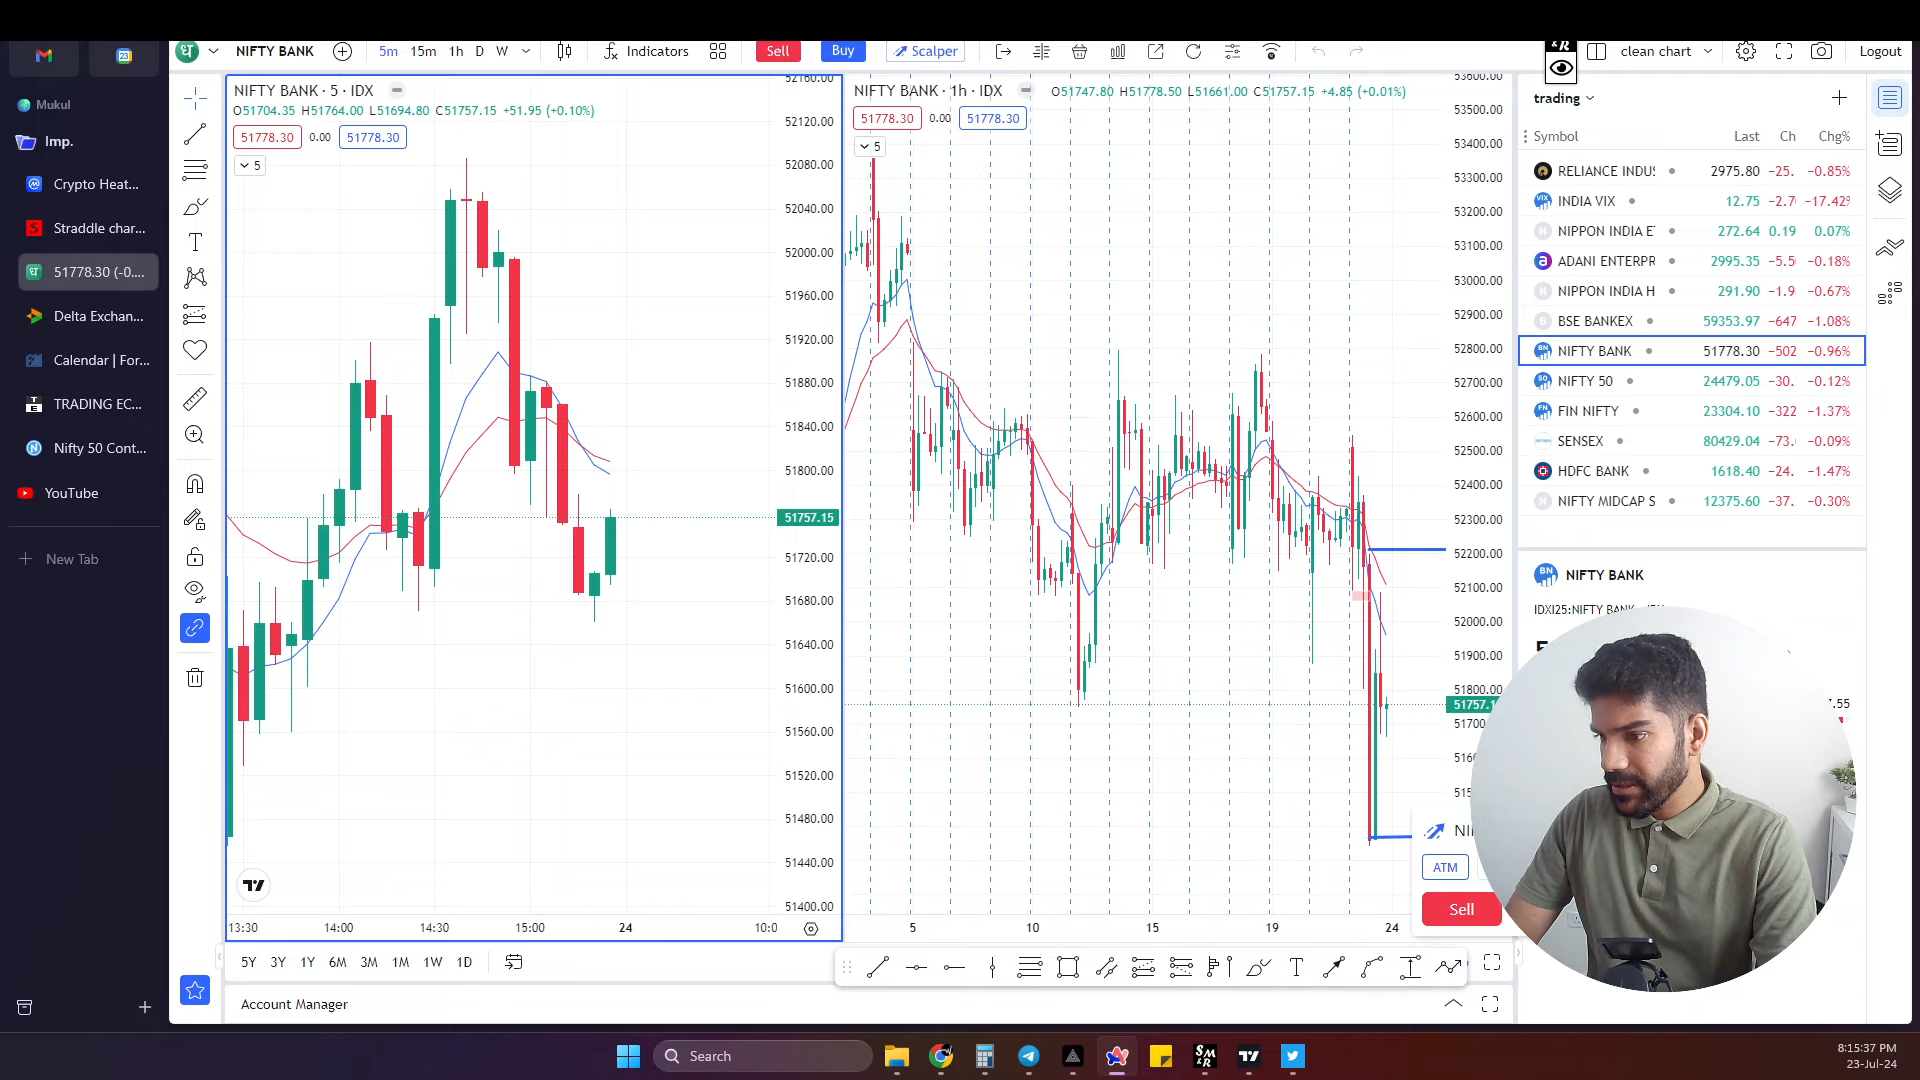 NIFTY BANK 5m 15m 1h D W Indicators Sell Buy Scalper clean chart Logout
Mukul
Imp.
Crypto Heat...
Straddle char...
51778.30 (-0....
Delta Exchan...
Calendar | For...
TRADING EC...
Nifty 50 Cont...
YouTube
New Tab
NIFTY BANK · 5 · IDX
O51704.35 H51764.00 L51694.80 C51757.15 +51.95 (+0.10%)
51778.30 0.00 51778.30
5
52160.00
52120.00
52080.00
52040.00
52000.00
51960.00
51920.00
51880.00
51840.00
51800.00
51757.15
51720.00
51680.00
51640.00
51600.00
51560.00
51520.00
51480.00
51440.00
51400.00
13:30 14:00 14:30 15:00 24 10:0
NIFTY BANK · 1h · IDX O51747.80 H51778.50 L51661.00 C51757.15 +4.85 (+0.01%)
51778.30 0.00 51778.30
5
53600.00
53500.00
53400.00
53300.00
53200.00
53100.00
53000.00
52900.00
52800.00
52700.00
52600.00
52500.00
52400.00
52300.00
52200.00
52100.00
52000.00
51900.00
51800.00
51757.1
5170
516
515
5 10 15 19 24
trading
Symbol Last Ch Chg%
RELIANCE INDUS 2975.80 −25. −0.85%
INDIA VIX 12.75 −2.7 −17.42%
NIPPON INDIA E 272.64 0.19 0.07%
ADANI ENTERPR 2995.35 −5.5 −0.18%
NIPPON INDIA H 291.90 −1.9 −0.67%
BSE BANKEX 59353.97 −647 −1.08%
NIFTY BANK 51778.30 −502 −0.96%
NIFTY 50 24479.05 −30. −0.12%
FIN NIFTY 23304.10 −322 −1.37%
SENSEX 80429.04 −73. −0.09%
HDFC BANK 1618.40 −24. −1.47%
NIFTY MIDCAP S 12375.60 −37. −0.30%
NIFTY BANK
IDXI25:NIFTY BANK
.55
NI
ATM
Sell
5Y 3Y 1Y 6M 3M 1M 1W 1D
Account Manager
Search
8:15:37 PM
23-Jul-24